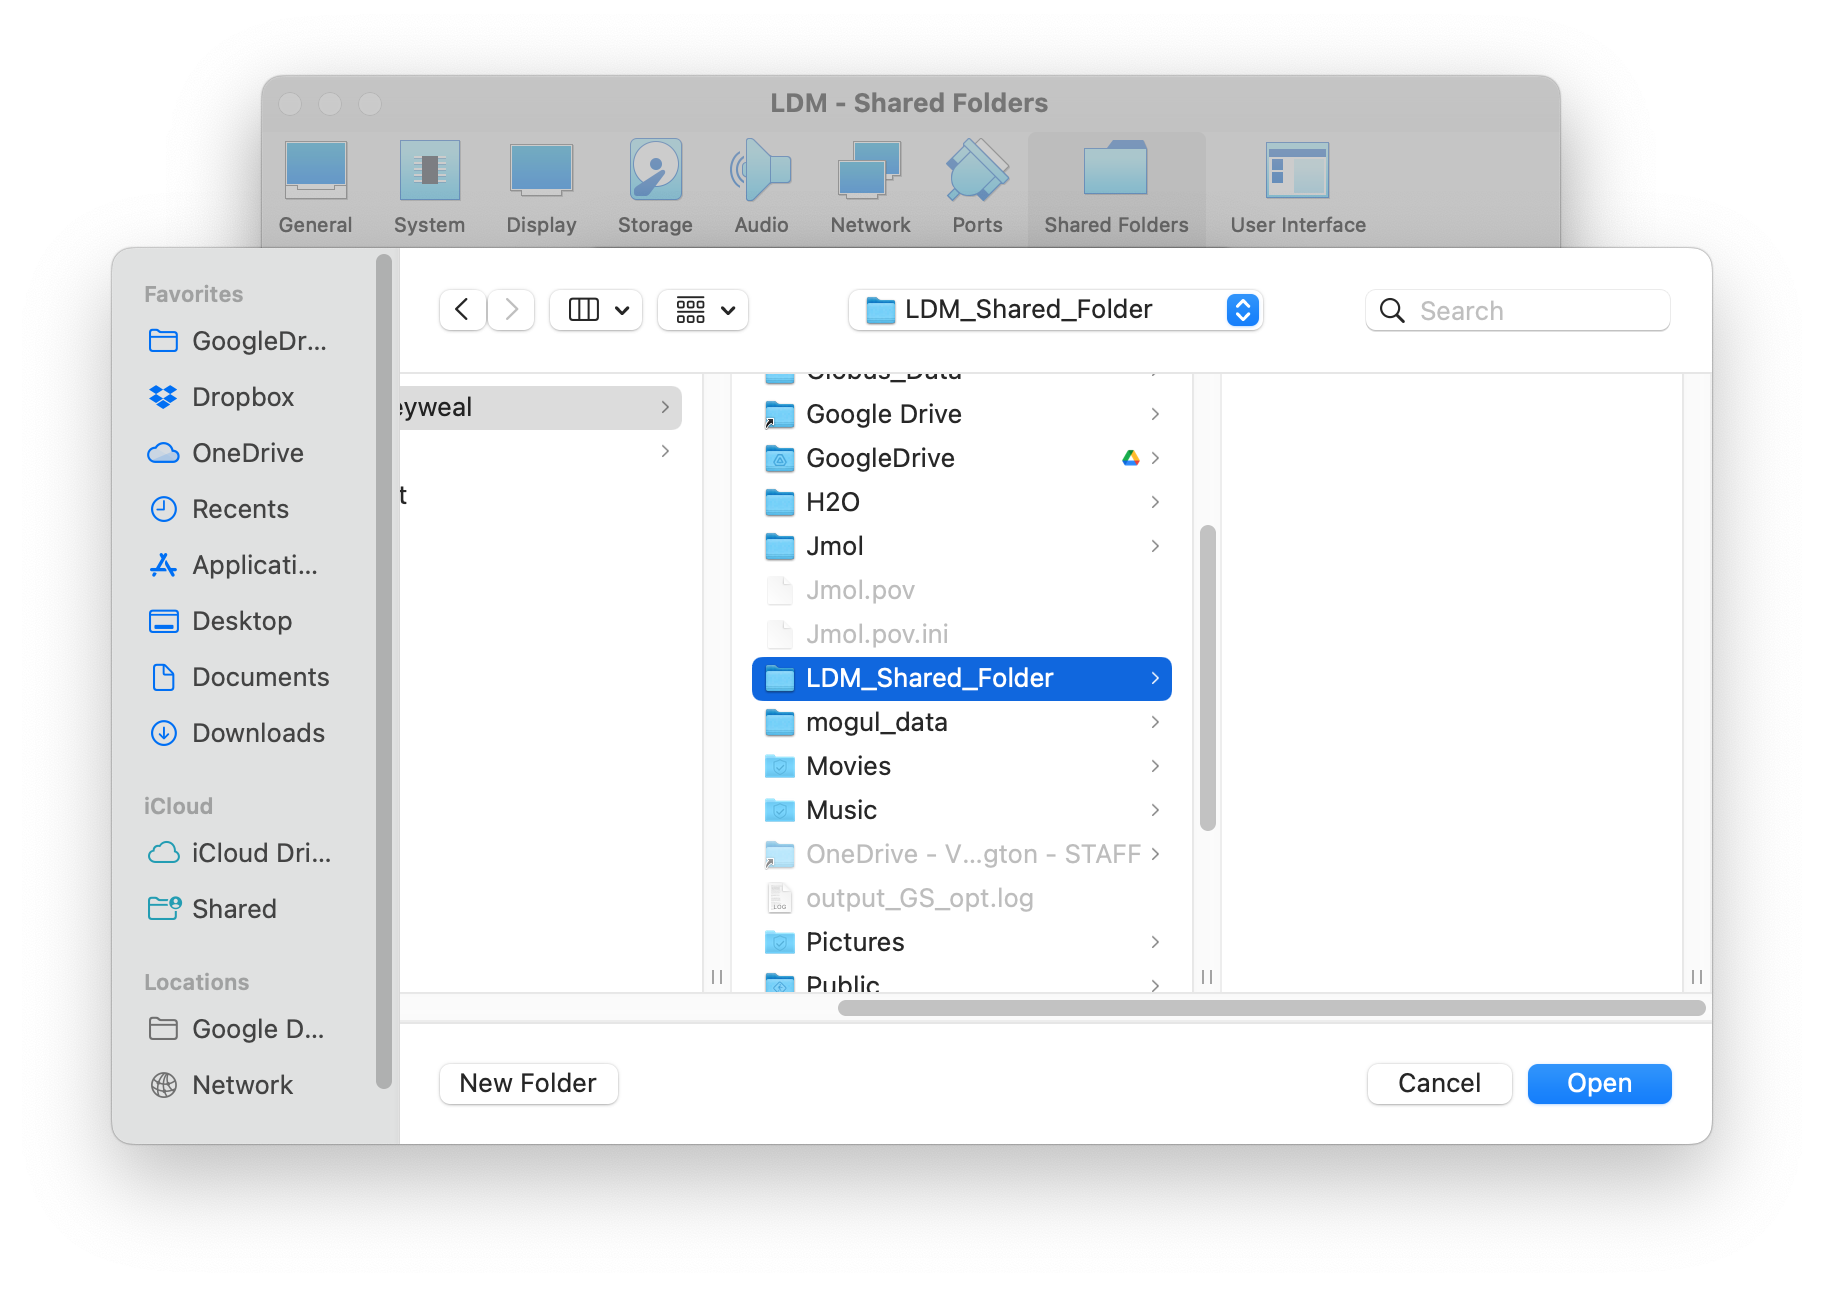 LDM - Shared Folders
General
System
Display
Storage
Audio
Network
Ports
Shared Folders
User Interface
Favorites
GoogleDr...
Dropbox
OneDrive
Recents
Applicati...
Desktop
Documents
Downloads
iCloud
iCloud Dri...
Shared
Locations
Google D...
Network
LDM_Shared_Folder
Search
eyweal
t
Globus_Data
Google Drive
GoogleDrive
H2O
Jmol
Jmol.pov
Jmol.pov.ini
LDM_Shared_Folder
mogul_data
Movies
Music
OneDrive - V...gton - STAFF
LOG
output_GS_opt.log
Pictures
Public
New Folder
Cancel
Open